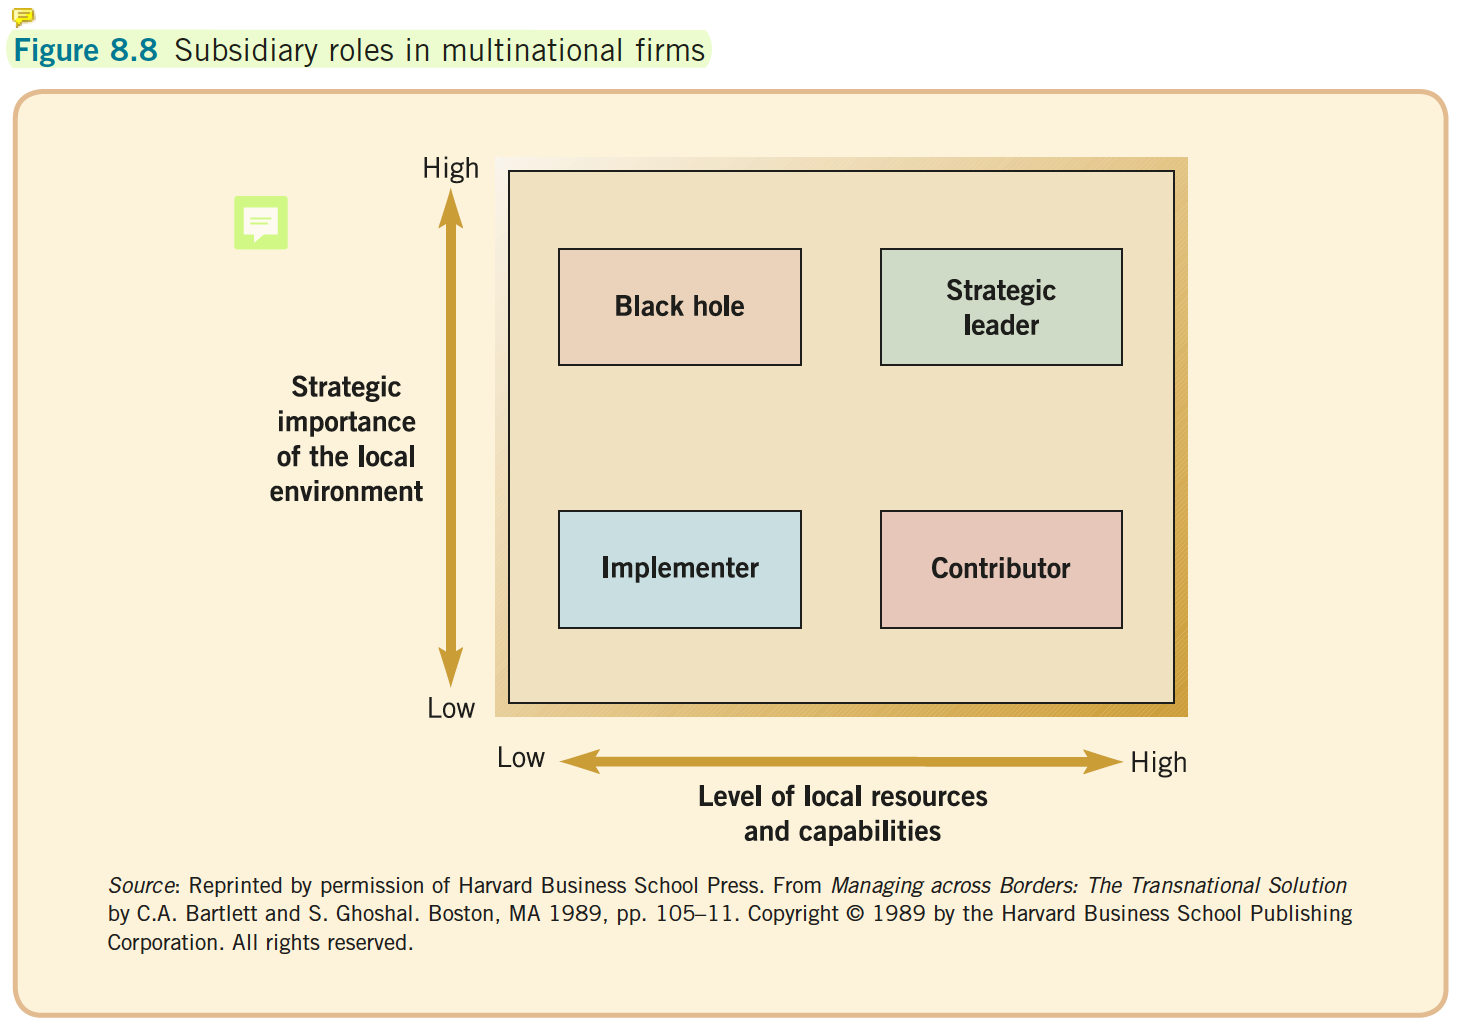 Figure 8.8 Subsidiary roles in multinational firms
High
Black hole
Strategic
leader
Strategic
importance
of the local
environment
Implementer
Contributor
Low
Low
High
Level of local resources
and capabilities
Source: Reprinted by permission of Harvard Business School Press. From Managing across Borders: The Transnational Solution
by C.A. Bartlett and S. Ghoshal. Boston, MA 1989, pp. 105–11. Copyright © 1989 by the Harvard Business School Publishing
Corporation. All rights reserved.